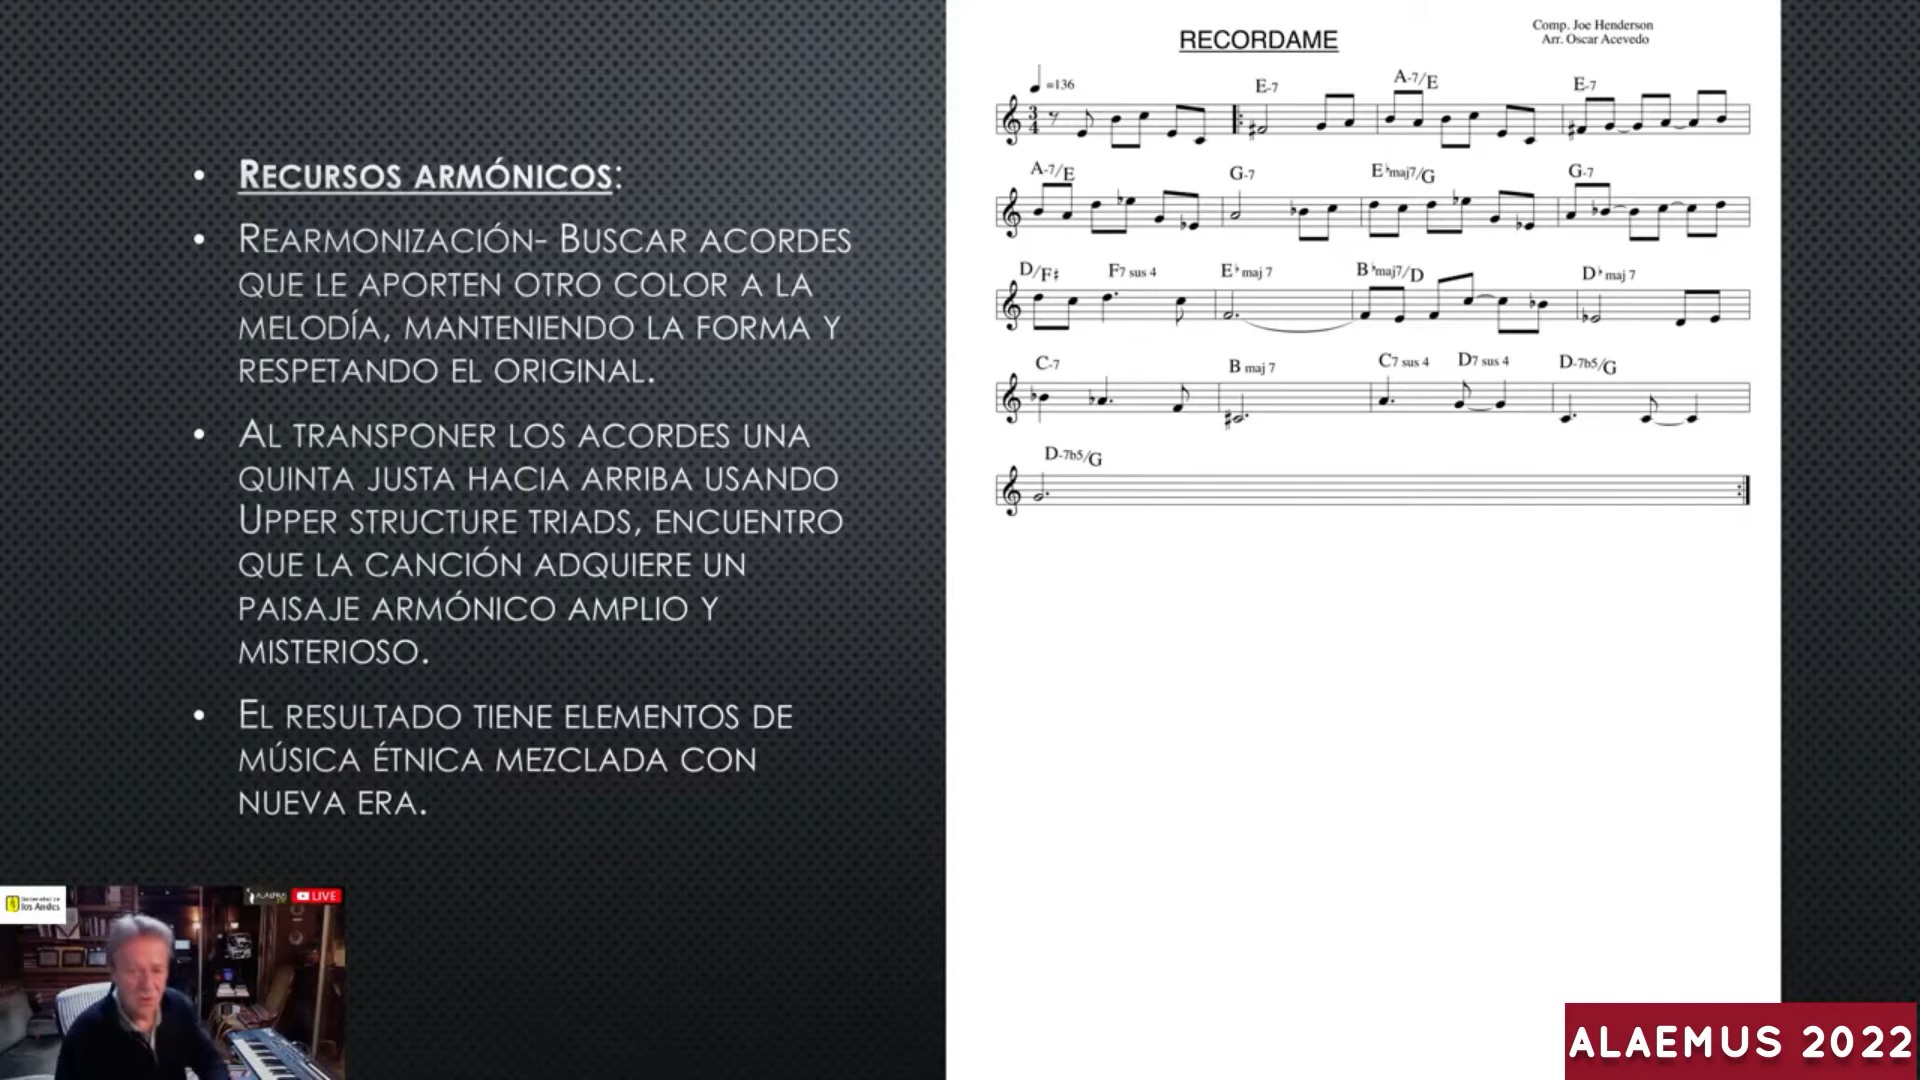 • RECURSOS ARMÓNICOS:
• REARMONIZACIÓN- BUSCAR ACORDES
QUE LE APORTEN OTRO COLOR A LA
MELODÍA, MANTENIENDO LA FORMA Y
RESPETANDO EL ORIGINAL.
• AL TRANSPONER LOS ACORDES UNA
QUINTA JUSTA HACIA ARRIBA USANDO
UPPER STRUCTURE TRIADS, ENCUENTRO
QUE LA CANCIÓN ADQUIERE UN
PAISAJE ARMÓNICO AMPLIO Y
MISTERIOSO.
• EL RESULTADO TIENE ELEMENTOS DE
MÚSICA ÉTNICA MEZCLADA CON
NUEVA ERA.
RECORDAME
Comp. Joe Henderson
Arr. Oscar Acevedo
=136 E-7 A-7/E E-7
3
4
A-7/E G-7 E♭maj7/G G-7
D/F♯ F7 sus 4 E♭maj 7 B♭maj7/D D♭maj 7
C-7 B maj 7 C7 sus 4 D7 sus 4 D-7b5/G
D-7b5/G
los Andes
LIVE
ALAEMUS 2022